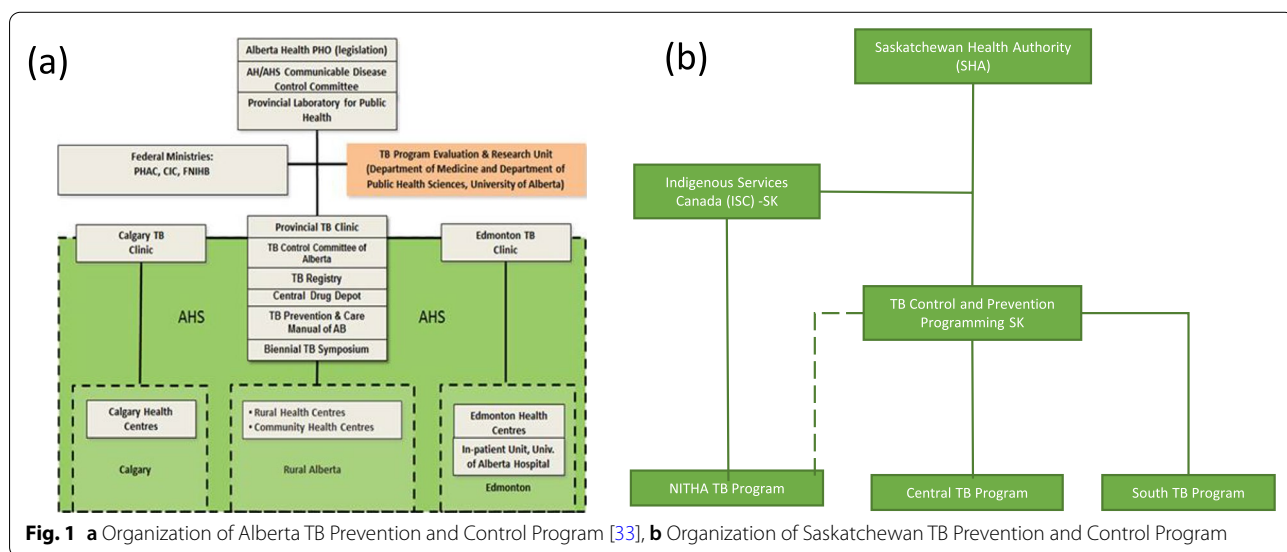 (a)
Alberta Health PHO (legislation)
AH/AHS Communicable Disease
Control Committee
Provincial Laboratory for Public
Health
Federal Ministries:
PHAC, CIC, FNIHB
TB Program Evaluation & Research Unit
(Department of Medicine and Department of
Public Health Sciences, University of Alberta)
Calgary TB
Clinic
Provincial TB Clinic
TB Control Committee of
Alberta
TB Registry
Central Drug Depot
TB Prevention & Care
Manual of AB
Biennial TB Symposium
Edmonton TB
Clinic
AHS
AHS
Calgary Health
Centres
Calgary
• Rural Health Centres
• Community Health Centres
Rural Alberta
Edmonton Health
Centres
In-patient Unit, Univ.
of Alberta Hospital
Edmonton
(b)
Saskatchewan Health Authority
(SHA)
Indigenous Services
Canada (ISC) -SK
TB Control and Prevention
Programming SK
NITHA TB Program
Central TB Program
South TB Program
Fig. 1 a Organization of Alberta TB Prevention and Control Program [33], b Organization of Saskatchewan TB Prevention and Control Program